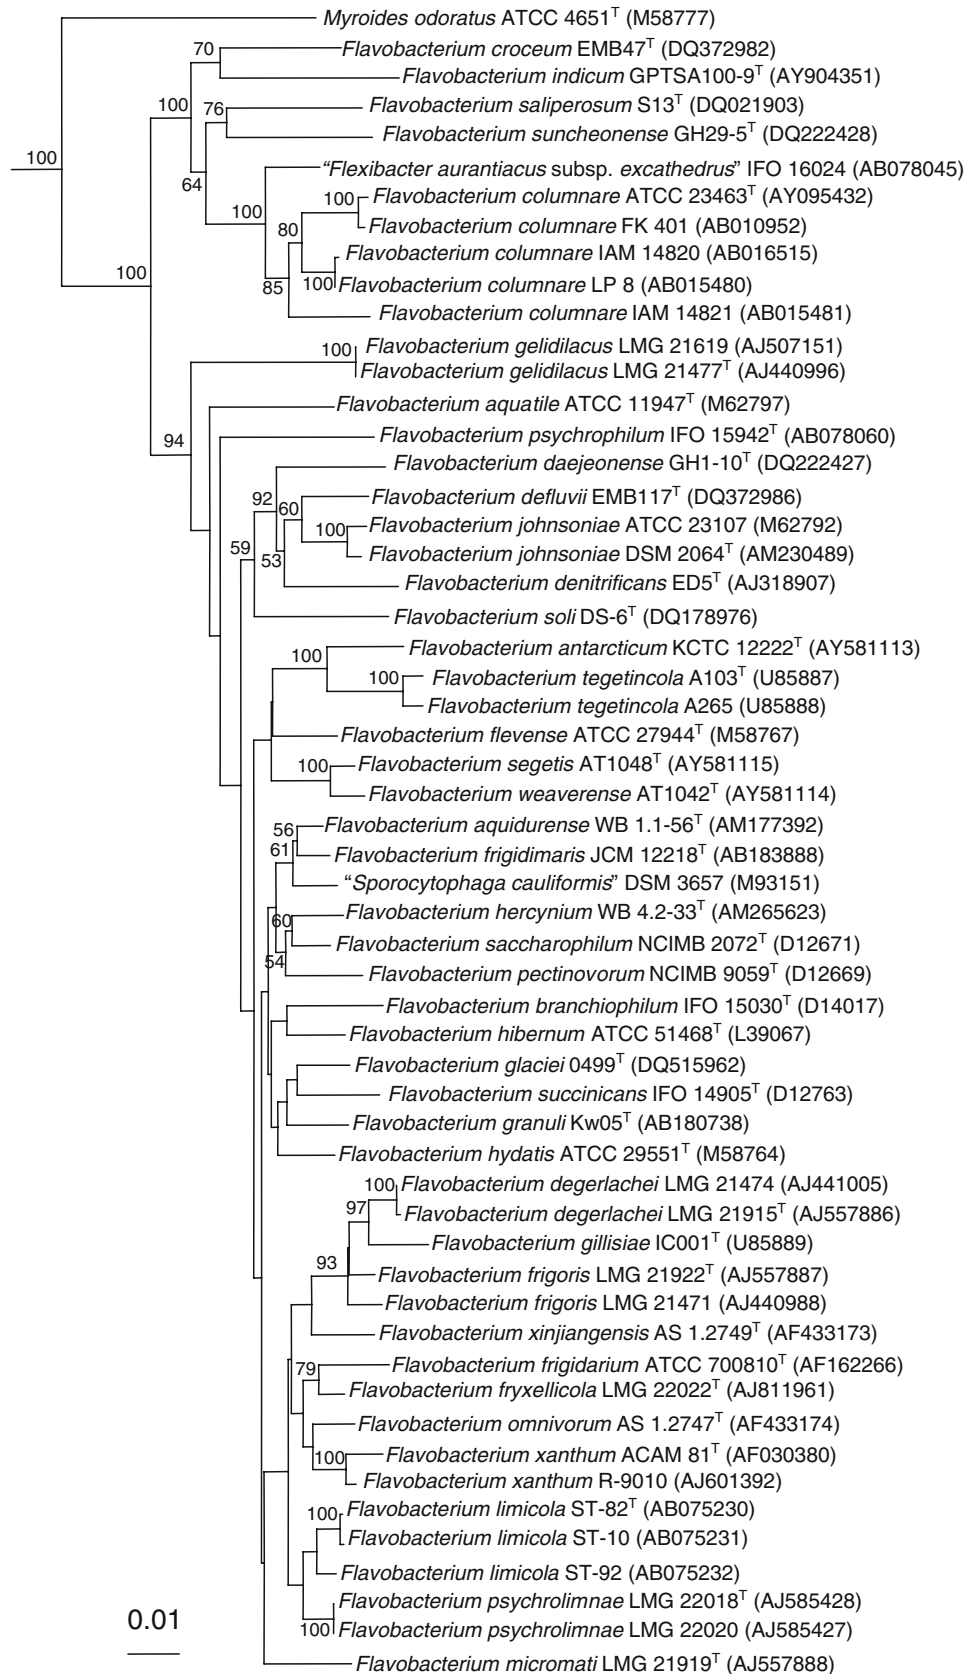 Myroides odoratus ATCC 4651T (M58777)
70
Flavobacterium croceum EMB47T (DQ372982)
Flavobacterium indicum GPTSA100-9T (AY904351)
100
76
Flavobacterium saliperosum S13T (DQ021903)
Flavobacterium suncheonense GH29-5T (DQ222428)
100
64
“Flexibacter aurantiacus subsp. excathedrus” IFO 16024 (AB078045)
100
100
Flavobacterium columnare ATCC 23463T (AY095432)
80
Flavobacterium columnare FK 401 (AB010952)
Flavobacterium columnare IAM 14820 (AB016515)
100
85
100
Flavobacterium columnare LP 8 (AB015480)
Flavobacterium columnare IAM 14821 (AB015481)
100
Flavobacterium gelidilacus LMG 21619 (AJ507151)
Flavobacterium gelidilacus LMG 21477T (AJ440996)
Flavobacterium aquatile ATCC 11947T (M62797)
94
Flavobacterium psychrophilum IFO 15942T (AB078060)
Flavobacterium daejeonense GH1-10T (DQ222427)
92
60
Flavobacterium defluvii EMB117T (DQ372986)
100
Flavobacterium johnsoniae ATCC 23107 (M62792)
59
53
Flavobacterium johnsoniae DSM 2064T (AM230489)
Flavobacterium denitrificans ED5T (AJ318907)
Flavobacterium soli DS-6T (DQ178976)
100
Flavobacterium antarcticum KCTC 12222T (AY581113)
100
Flavobacterium tegetincola A103T (U85887)
Flavobacterium tegetincola A265 (U85888)
Flavobacterium flevense ATCC 27944T (M58767)
100
Flavobacterium segetis AT1048T (AY581115)
Flavobacterium weaverense AT1042T (AY581114)
56
Flavobacterium aquidurense WB 1.1-56T (AM177392)
61
Flavobacterium frigidimaris JCM 12218T (AB183888)
“Sporocytophaga cauliformis” DSM 3657 (M93151)
60
Flavobacterium hercynium WB 4.2-33T (AM265623)
Flavobacterium saccharophilum NCIMB 2072T (D12671)
54
Flavobacterium pectinovorum NCIMB 9059T (D12669)
Flavobacterium branchiophilum IFO 15030T (D14017)
Flavobacterium hibernum ATCC 51468T (L39067)
Flavobacterium glaciei 0499T (DQ515962)
Flavobacterium succinicans IFO 14905T (D12763)
Flavobacterium granuli Kw05T (AB180738)
Flavobacterium hydatis ATCC 29551T (M58764)
100
Flavobacterium degerlachei LMG 21474 (AJ441005)
97
Flavobacterium degerlachei LMG 21915T (AJ557886)
Flavobacterium gillisiae IC001T (U85889)
93
Flavobacterium frigoris LMG 21922T (AJ557887)
Flavobacterium frigoris LMG 21471 (AJ440988)
Flavobacterium xinjiangensis AS 1.2749T (AF433173)
79
Flavobacterium frigidarium ATCC 700810T (AF162266)
Flavobacterium fryxellicola LMG 22022T (AJ811961)
Flavobacterium omnivorum AS 1.2747T (AF433174)
100
Flavobacterium xanthum ACAM 81T (AF030380)
Flavobacterium xanthum R-9010 (AJ601392)
100
Flavobacterium limicola ST-82T (AB075230)
Flavobacterium limicola ST-10 (AB075231)
Flavobacterium limicola ST-92 (AB075232)
Flavobacterium psychrolimnae LMG 22018T (AJ585428)
0.01
100
Flavobacterium psychrolimnae LMG 22020 (AJ585427)
Flavobacterium micromati LMG 21919T (AJ557888)